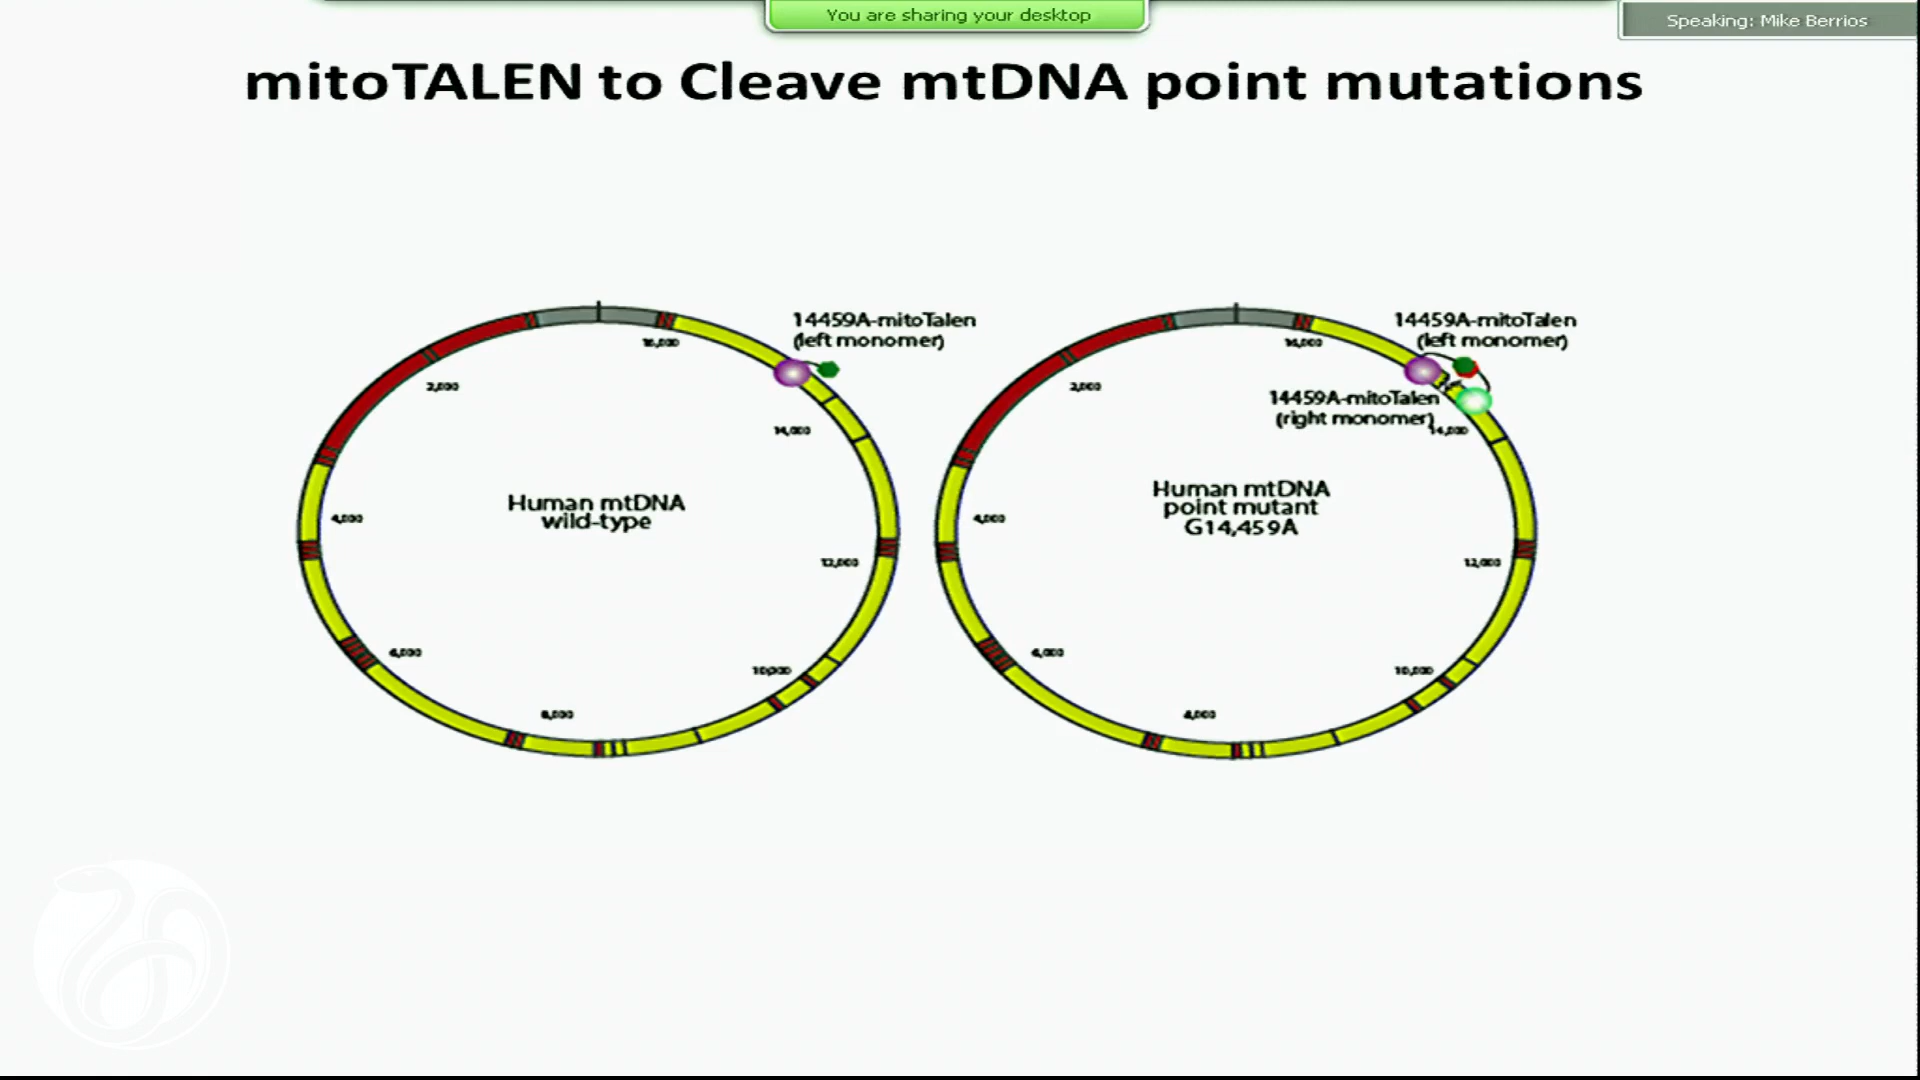 You are sharing your desktop
Speaking: Mike Berrios
mitoTALEN to Cleave mtDNA point mutations
14459A-mitoTalen
(left monomer)
16,000
2,000
14,000
Human mtDNA
wild-type
4,000
12,000
6,000
10,000
8,000
14459A-mitoTalen
(left monomer)
16,000
2,000
14459A-mitoTalen
(right monomer)
14,000
Human mtDNA
point mutant
G14,459A
4,000
12,000
6,000
10,000